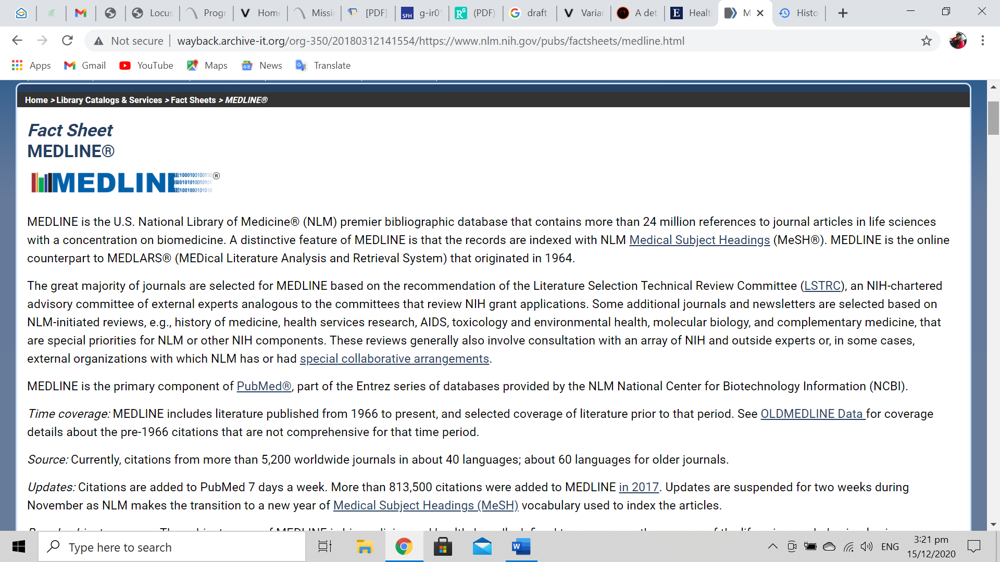 Locus
Progr
Home
Missin
[PDF]
SFH g-ir01
RG (PDF)
draft
Varian
A det
E Healt
M
Histo
Not secure wayback.archive-it.org/org-350/20180312141554/https://www.nlm.nih.gov/pubs/factsheets/medline.html
Apps Gmail YouTube Maps News Translate
Home > Library Catalogs & Services > Fact Sheets > MEDLINE®
Fact Sheet
MEDLINE®
MEDLINE ®
MEDLINE is the U.S. National Library of Medicine® (NLM) premier bibliographic database that contains more than 24 million references to journal articles in life sciences
with a concentration on biomedicine. A distinctive feature of MEDLINE is that the records are indexed with NLM Medical Subject Headings (MeSH®). MEDLINE is the online
counterpart to MEDLARS® (MEDical Literature Analysis and Retrieval System) that originated in 1964.
The great majority of journals are selected for MEDLINE based on the recommendation of the Literature Selection Technical Review Committee (LSTRC), an NIH-chartered
advisory committee of external experts analogous to the committees that review NIH grant applications. Some additional journals and newsletters are selected based on
NLM-initiated reviews, e.g., history of medicine, health services research, AIDS, toxicology and environmental health, molecular biology, and complementary medicine, that
are special priorities for NLM or other NIH components. These reviews generally also involve consultation with an array of NIH and outside experts or, in some cases,
external organizations with which NLM has or had special collaborative arrangements.
MEDLINE is the primary component of PubMed®, part of the Entrez series of databases provided by the NLM National Center for Biotechnology Information (NCBI).
Time coverage: MEDLINE includes literature published from 1966 to present, and selected coverage of literature prior to that period. See OLDMEDLINE Data for coverage
details about the pre-1966 citations that are not comprehensive for that time period.
Source: Currently, citations from more than 5,200 worldwide journals in about 40 languages; about 60 languages for older journals.
Updates: Citations are added to PubMed 7 days a week. More than 813,500 citations were added to MEDLINE in 2017. Updates are suspended for two weeks during
November as NLM makes the transition to a new year of Medical Subject Headings (MeSH) vocabulary used to index the articles.
Type here to search
ENG
3:21 pm
15/12/2020